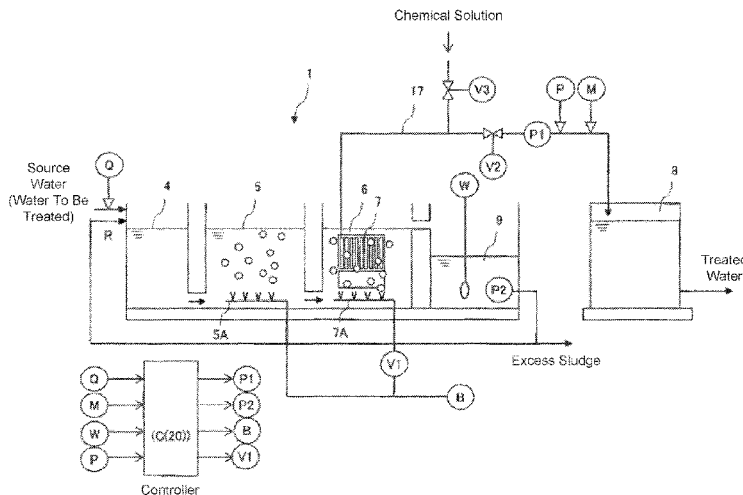 Chemical Solution
1
17
V3
P
M
P1
V2
Source
Water
(Water To Be
Treated)
Q
R
4
5
6
7
W
9
8
P2
Treated
Water
5A
7A
V1
B
Excess Sludge
Q
M
W
P
(C(20))
P1
P2
B
V1
Controller